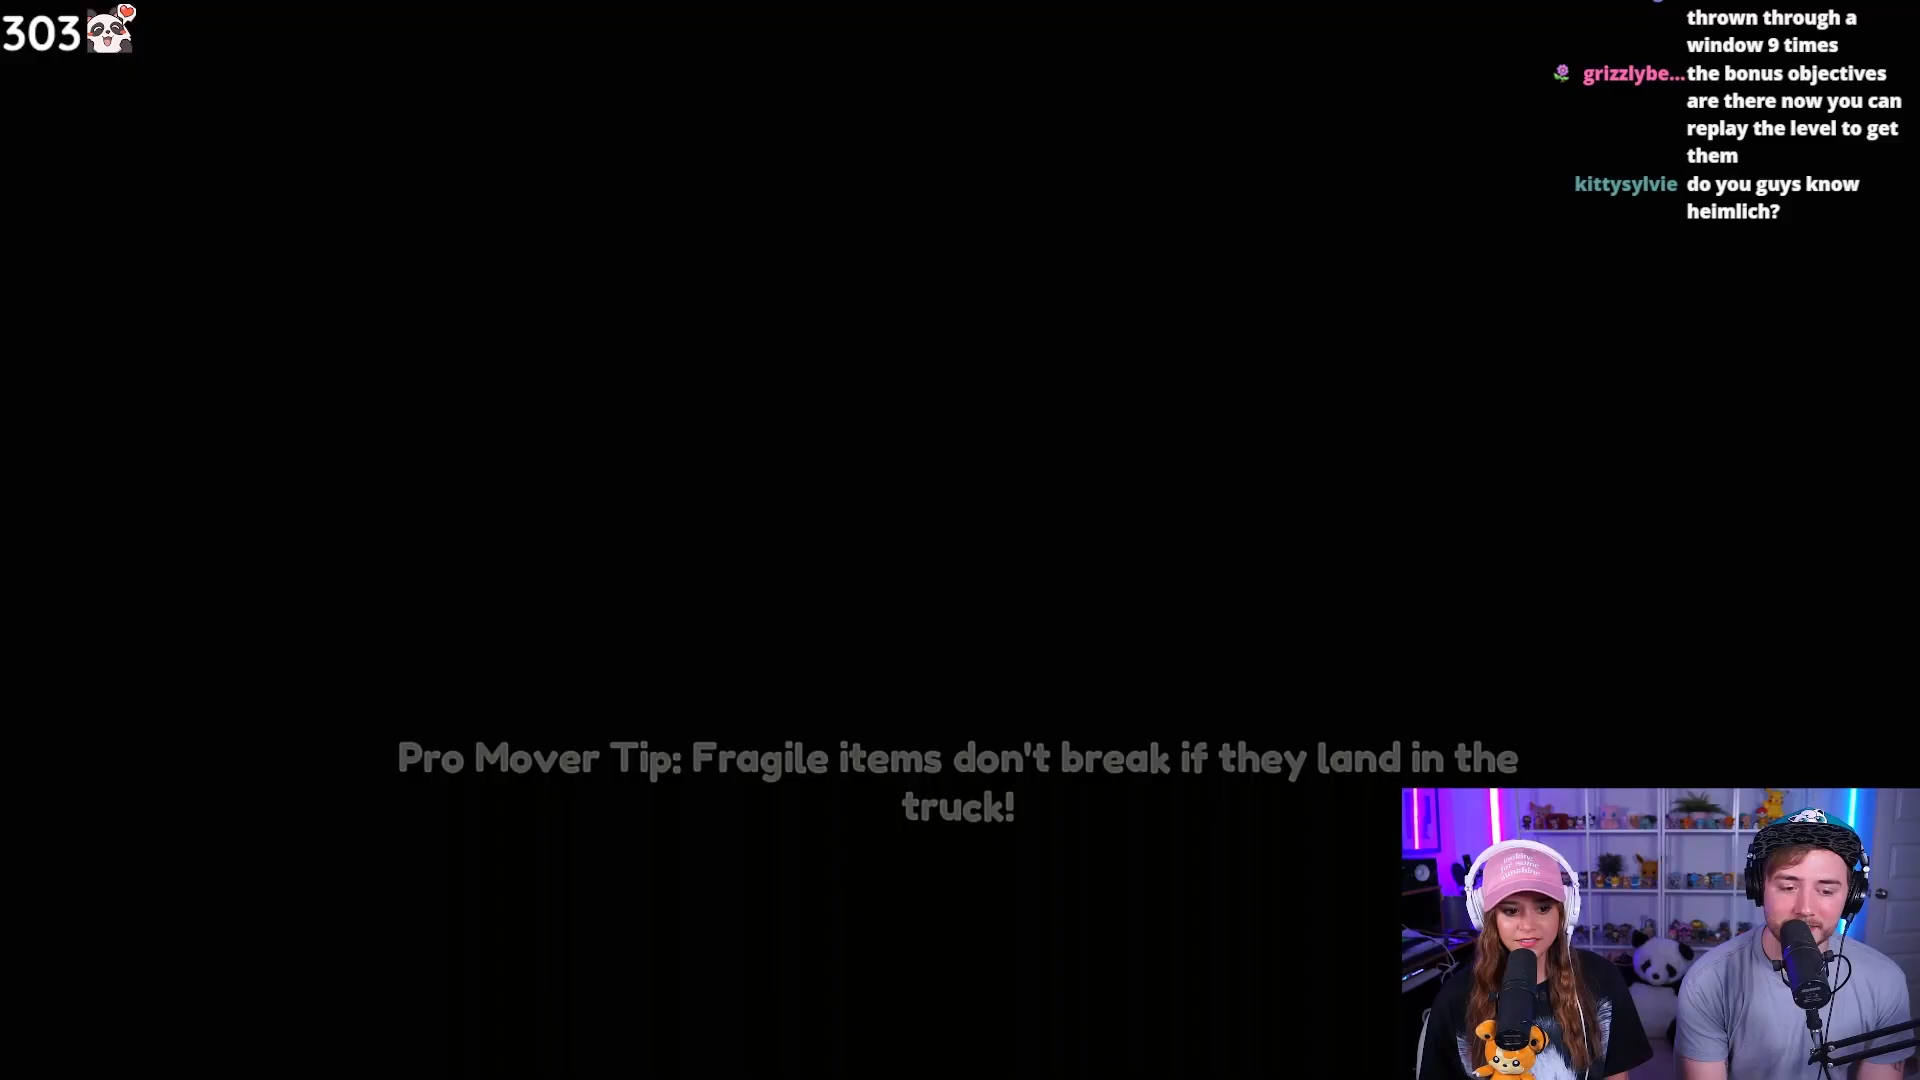 303
thrown through a
window 9 times
grizzlybe... the bonus objectives
are there now you can
replay the level to get
them
kittysylvie do you guys know
heimlich?
Pro Mover Tip: Fragile items don't break if they land in the
truck!